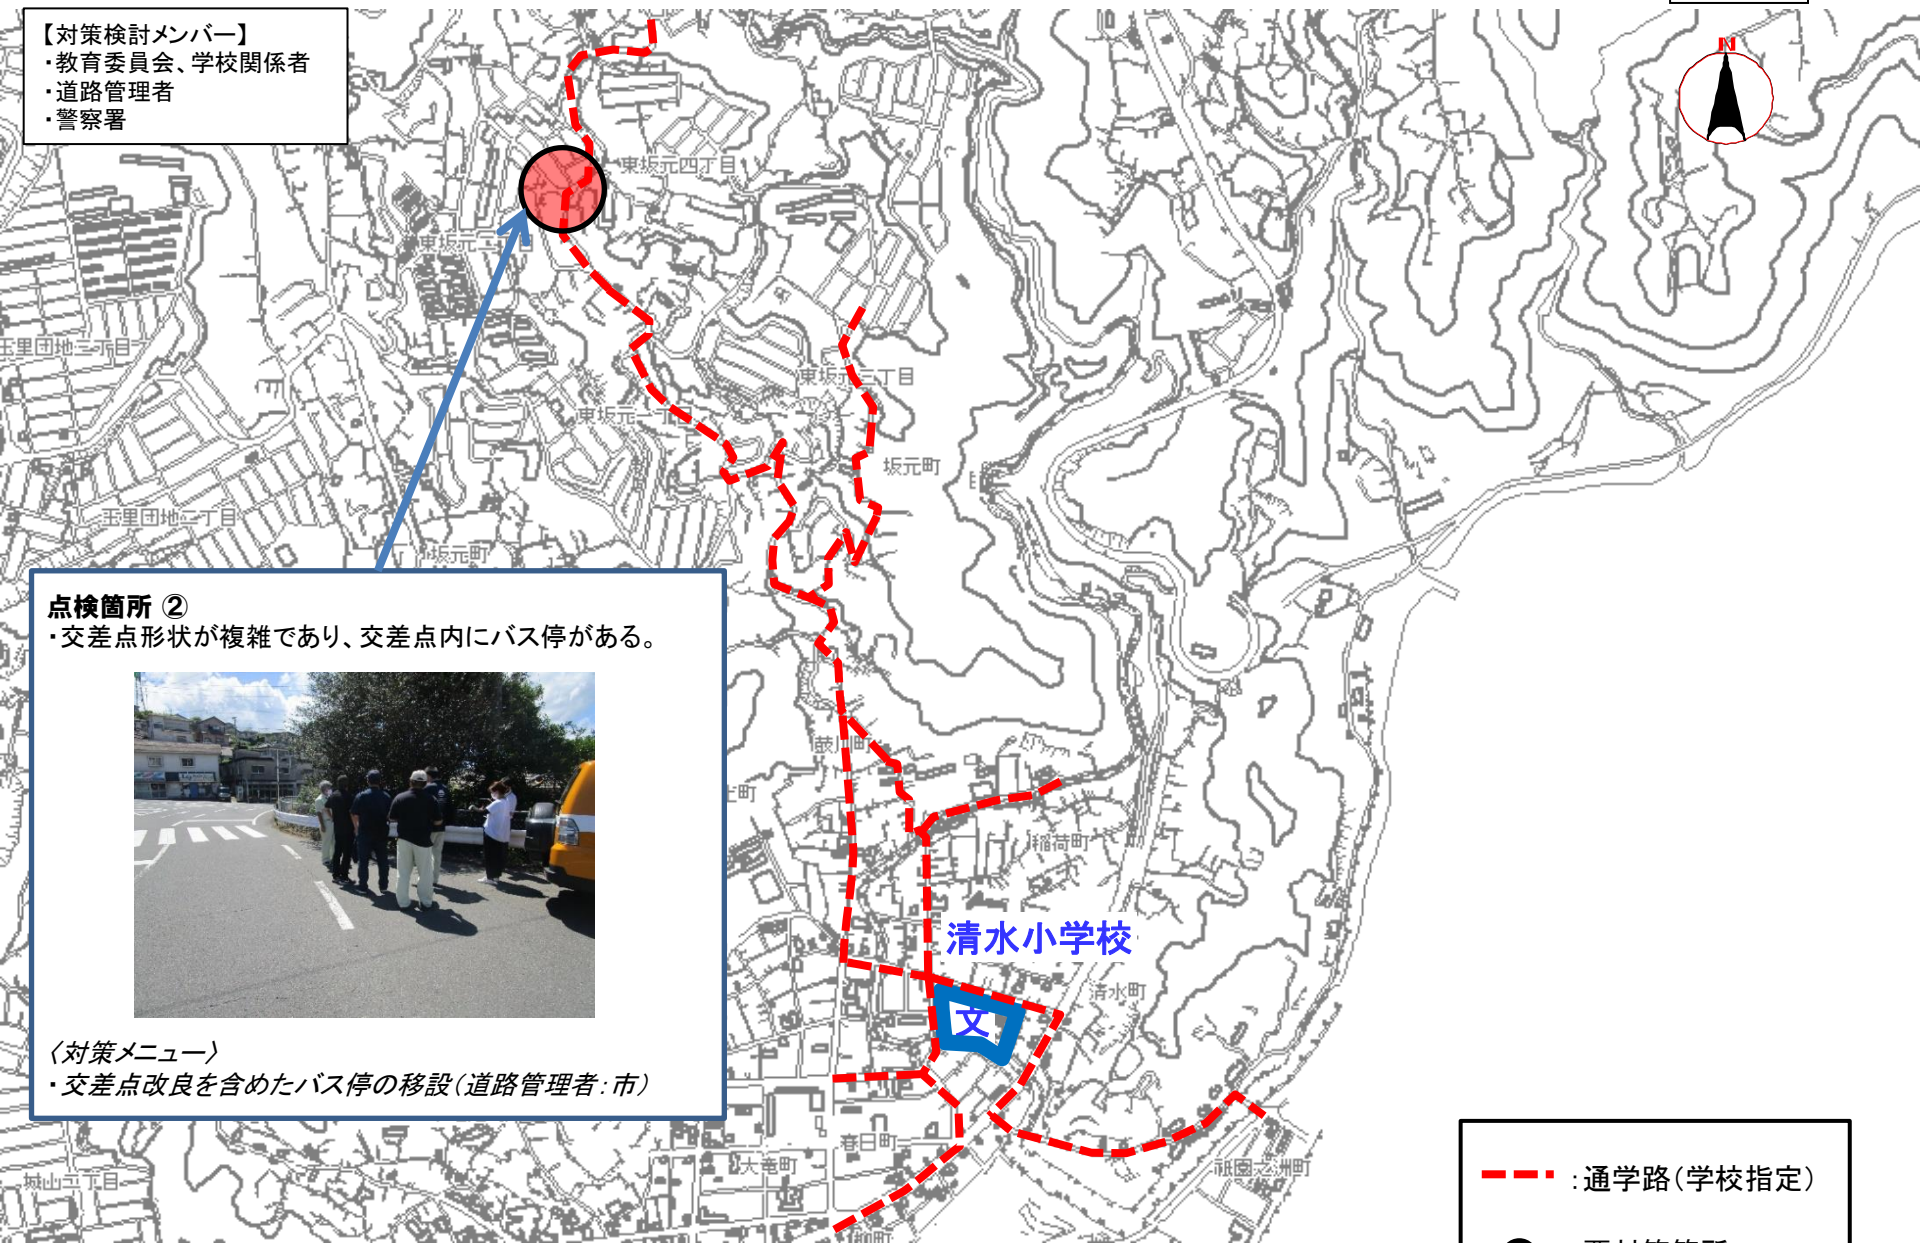 【対策検討メンバー】
・教育委員会、学校関係者
・道路管理者
・警察署
N
東坂元四丁目
東坂元二丁目
玉里団地三丁目
東坂元三丁目
東坂元一丁目
坂元町
玉里団地二丁目
坂元町
点検箇所 ②
・交差点形状が複雑であり、交差点内にバス停がある。
〈対策メニュー〉
・交差点改良を含めたバス停の移設（道路管理者：市）
鼓川町
稲荷町
清水小学校
文
清水町
春日町
大竜町
祇園之洲町
城山二丁目
：通学路（学校指定）